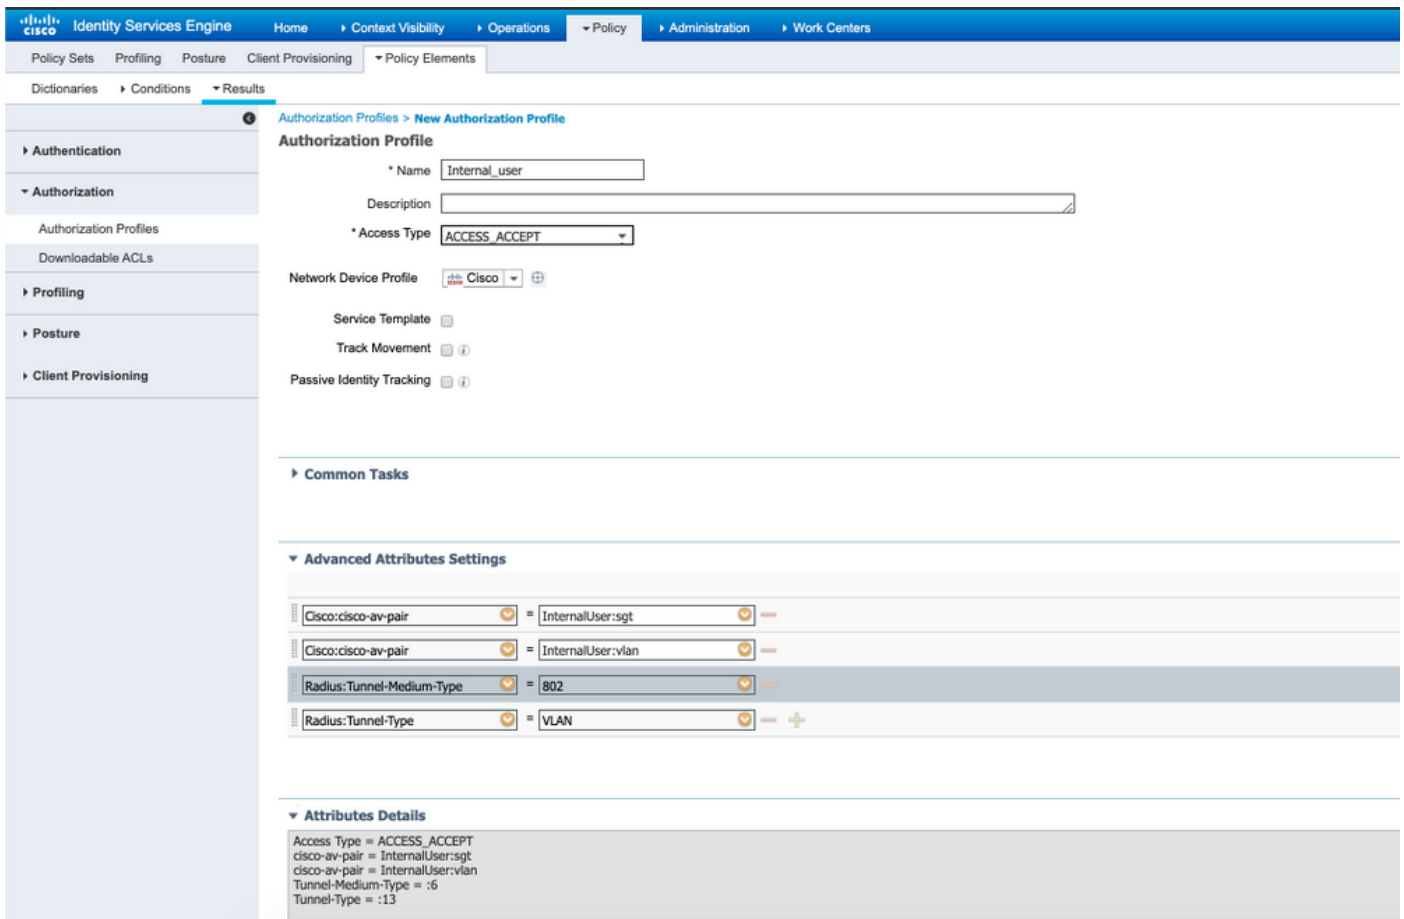 cisco Identity Services Engine Home Context Visibility Operations Policy Administration Work Centers
Policy Sets Profiling Posture Client Provisioning Policy Elements
Dictionaries Conditions Results
Authorization Profiles > New Authorization Profile
Authorization Profile
Authentication
Authorization
Authorization Profiles
Downloadable ACLs
Profiling
Posture
Client Provisioning
* Name Internal_user
Description
* Access Type ACCESS_ACCEPT
Network Device Profile Cisco
Service Template
Track Movement
Passive Identity Tracking
Common Tasks
Advanced Attributes Settings
Cisco:cisco-av-pair = InternalUser:sgt
Cisco:cisco-av-pair = InternalUser:vlan
Radius:Tunnel-Medium-Type = 802
Radius:Tunnel-Type = VLAN
Attributes Details
Access Type = ACCESS_ACCEPT
cisco-av-pair = InternalUser:sgt
cisco-av-pair = InternalUser:vlan
Tunnel-Medium-Type = :6
Tunnel-Type = :13